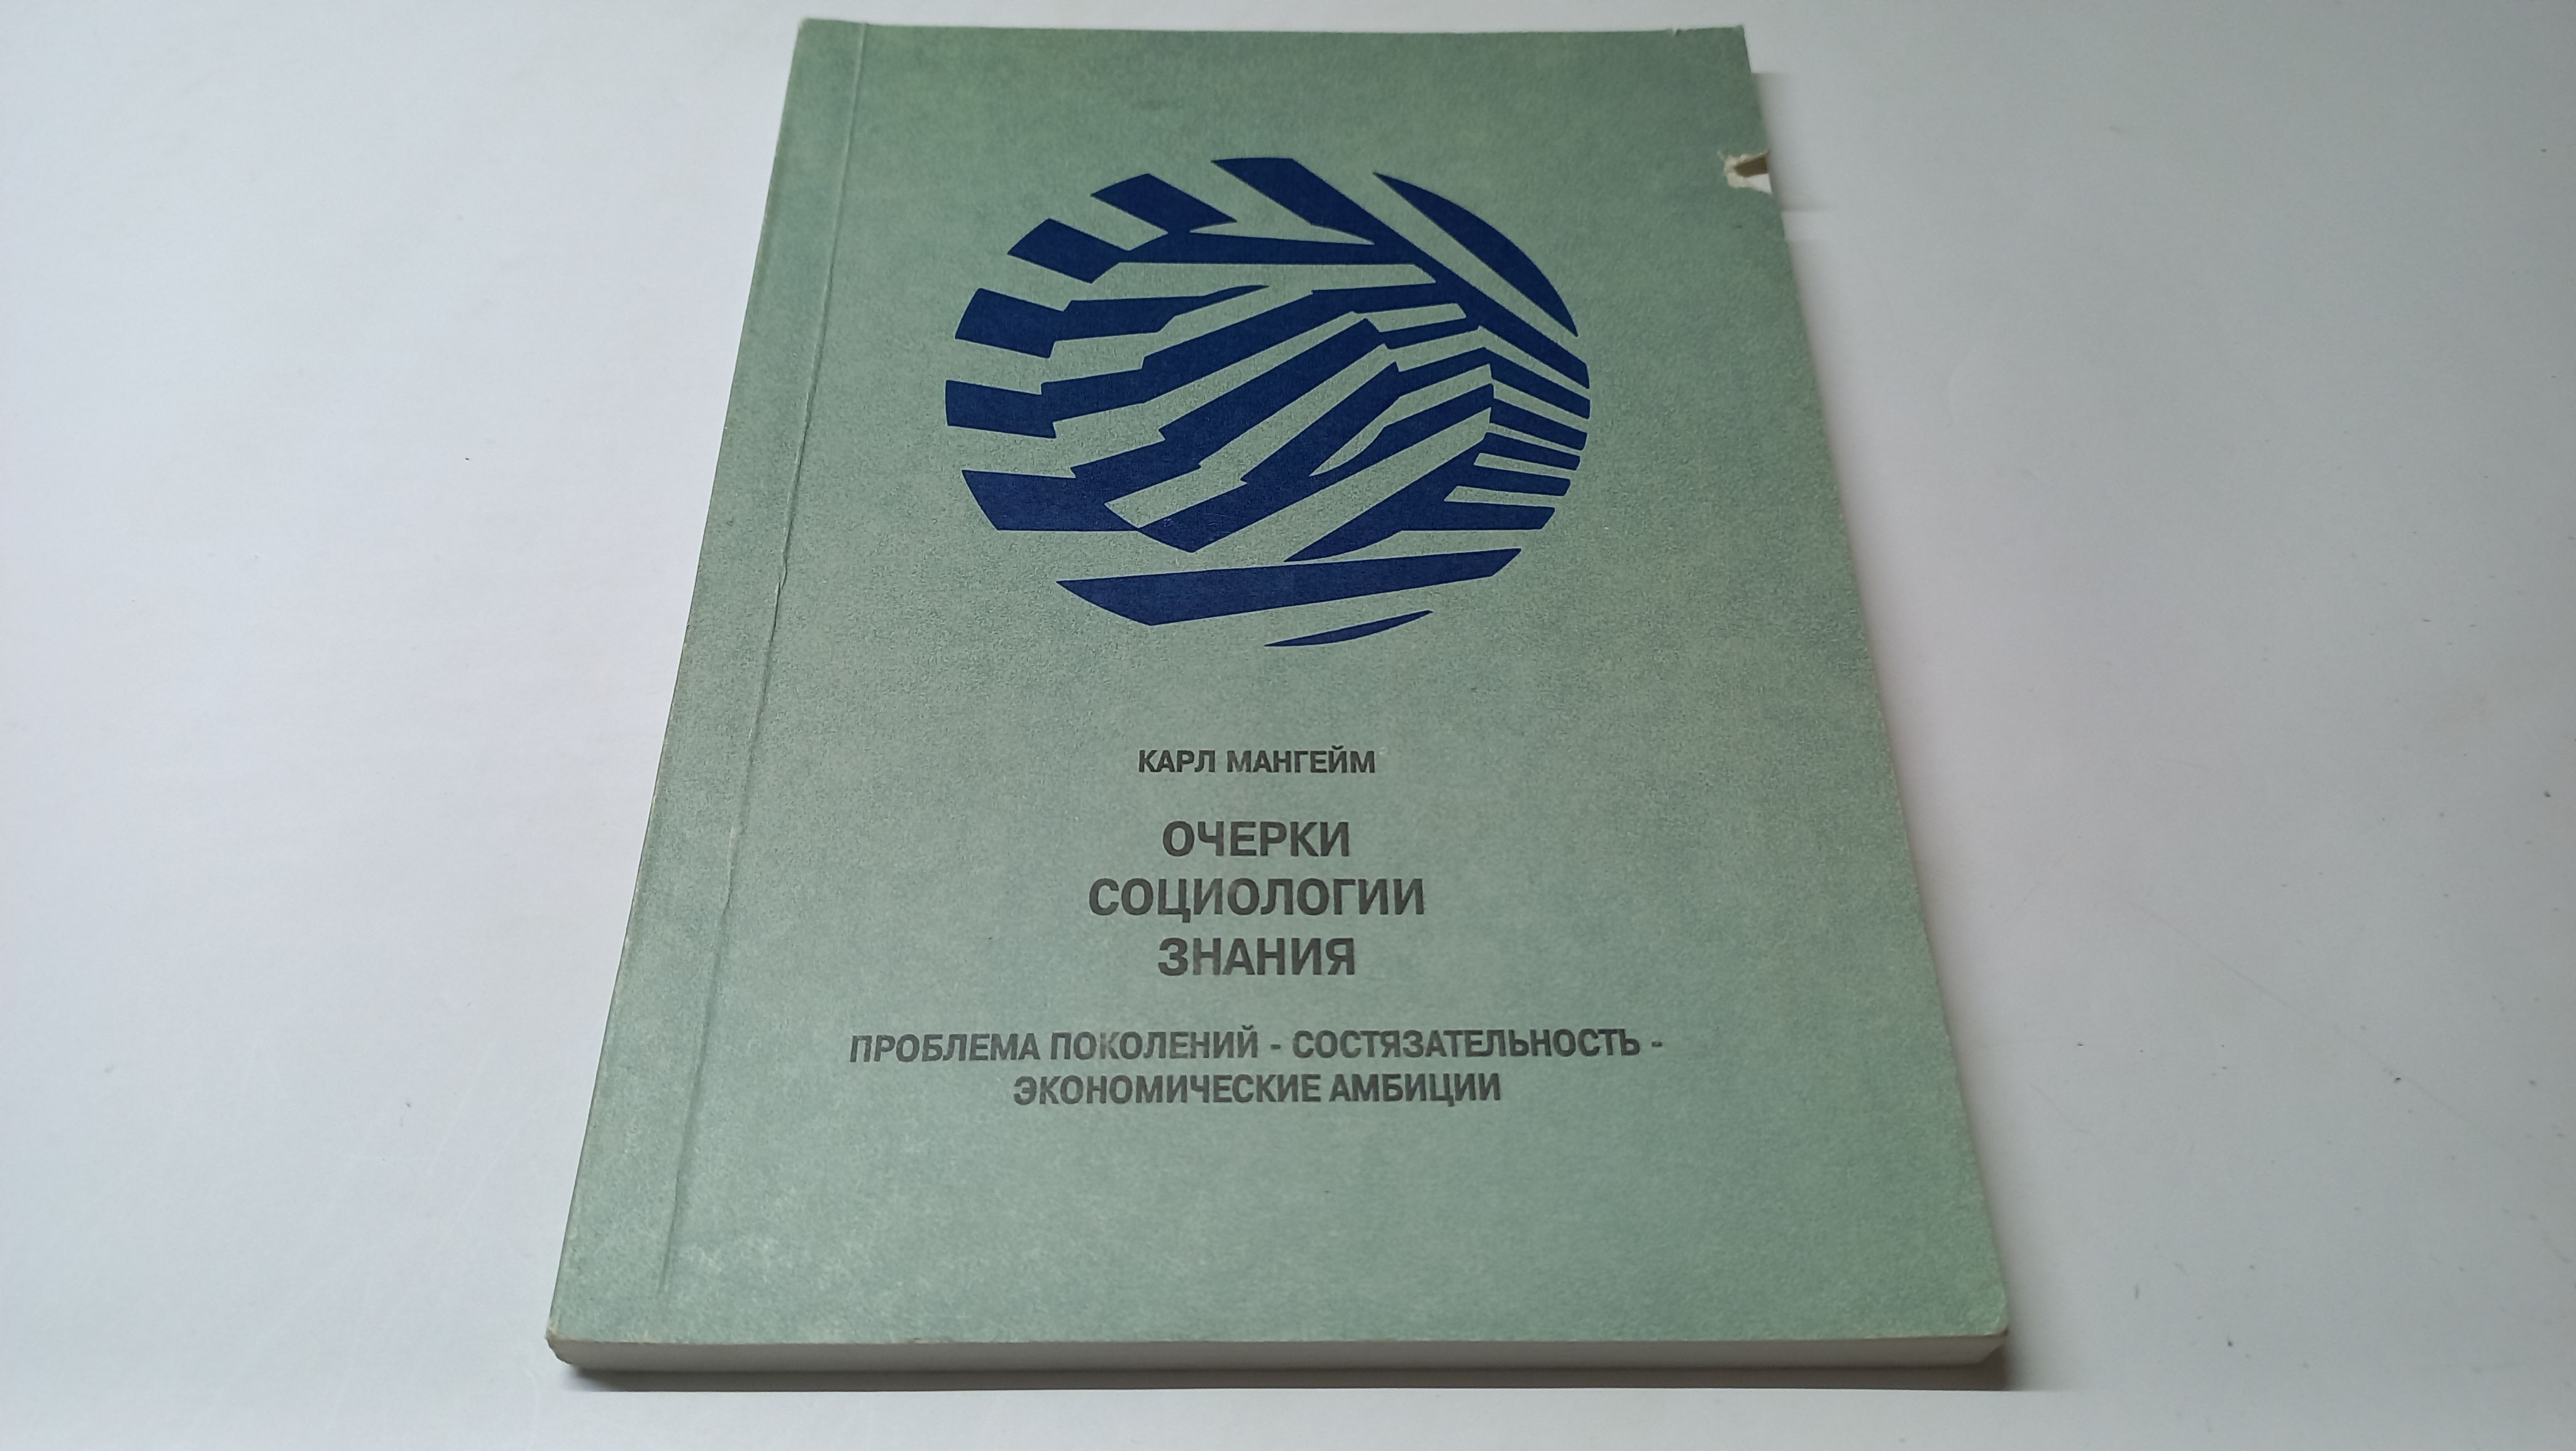 КАРЛ МАНГЕЙМ
ОЧЕРКИ
СОЦИОЛОГИИ
ЗНАНИЯ
ПРОБЛЕМА ПОКОЛЕНИЙ - СОСТЯЗАТЕЛЬНОСТЬ -
ЭКОНОМИЧЕСКИЕ АМБИЦИИ